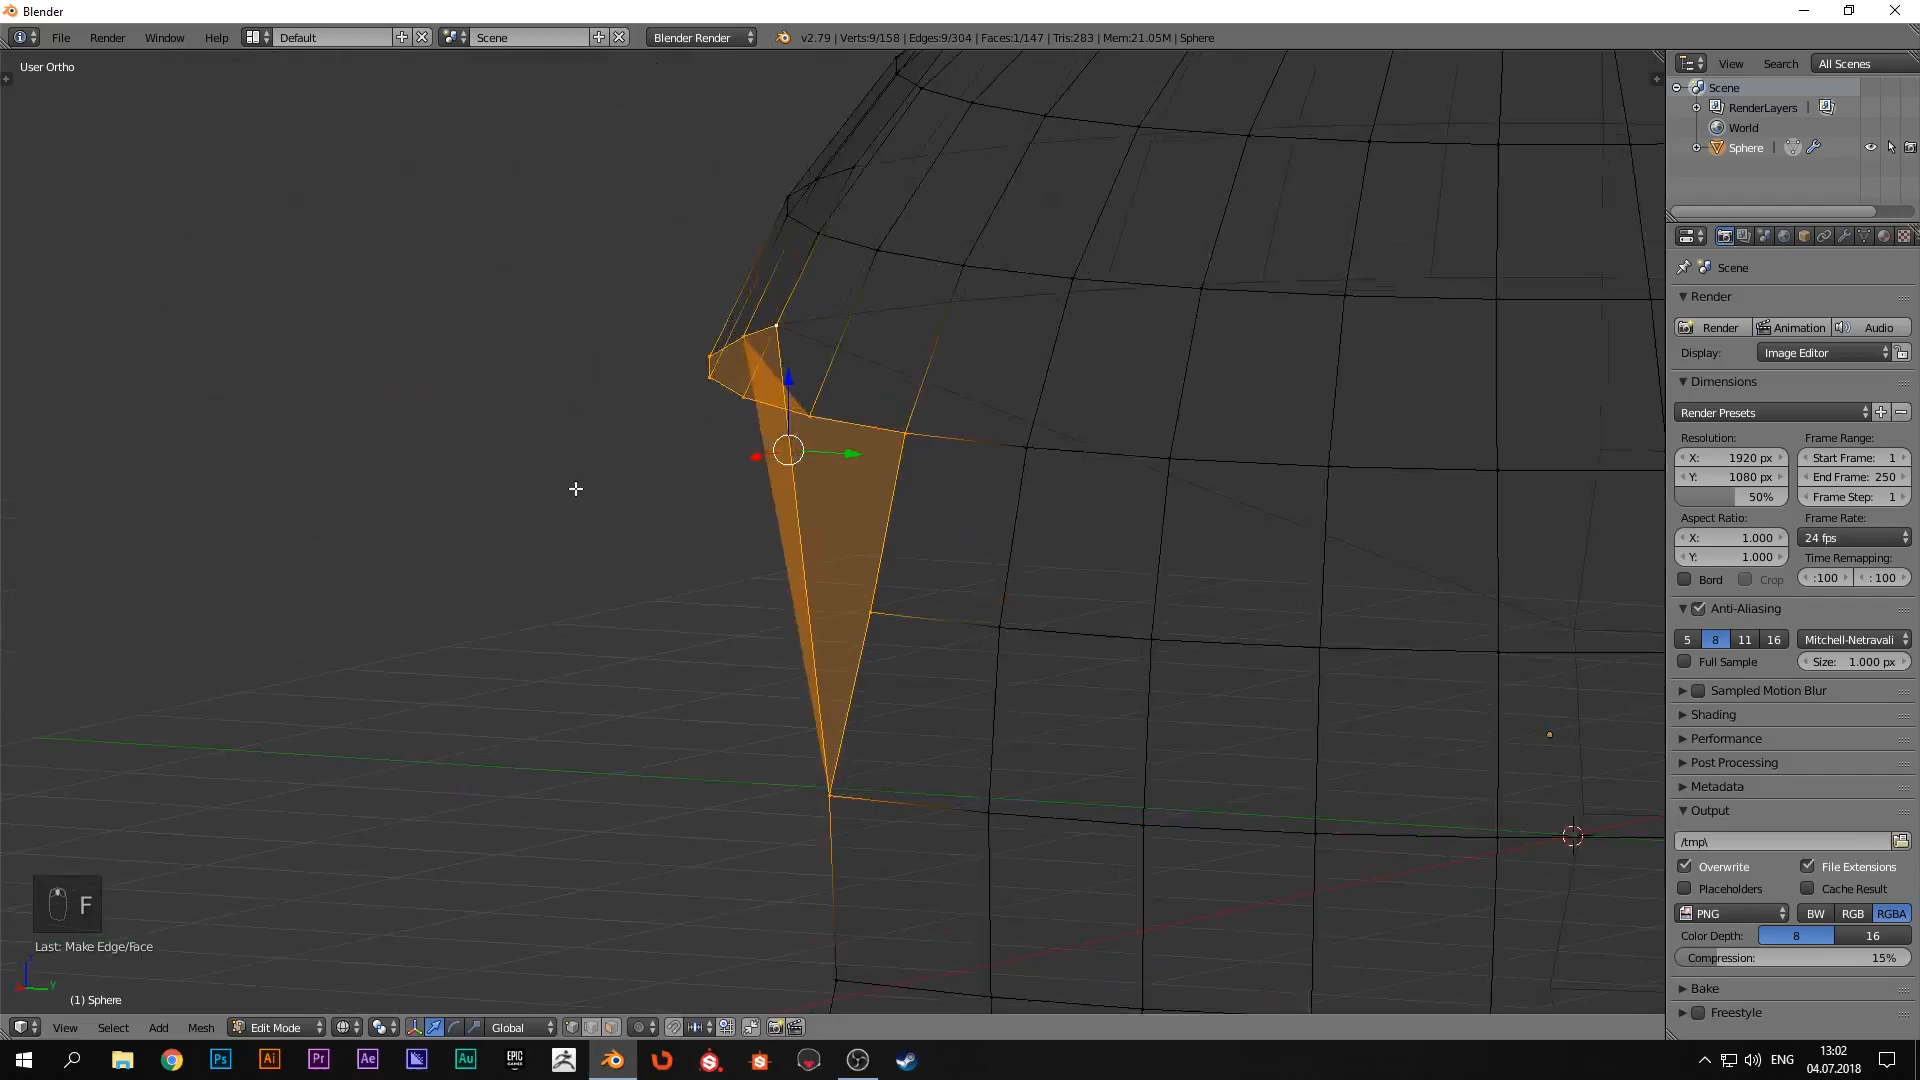 Blender
File Render Window Help Default Scene Blender Render v2.79 | Verts:9/158 | Edges:9/304 | Faces:1/147 | Tris:283 | Mem:21.05M | Sphere
User Ortho
View Search All Scenes
Scene
RenderLayers |
World
Sphere |
Scene
Render
Render Animation Audio
Display: Image Editor
Dimensions
Render Presets
Resolution: Frame Range:
X: 1920 px Start Frame: 1
Y: 1080 px End Frame: 250
50% Frame Step: 1
Aspect Ratio: Frame Rate:
X: 1.000 24 fps
Y: 1.000 Time Remapping:
Bord Crop :100 : 100
Anti-Aliasing
5 8 11 16 Mitchell-Netravali
Full Sample Size: 1.000 px
Sampled Motion Blur
Shading
Performance
Post Processing
Metadata
Output
/tmp\
Overwrite File Extensions
Placeholders Cache Result
PNG BW RGB RGBA
Color Depth: 8 16
Compression: 15%
Bake
Freestyle
F
Last: Make Edge/Face
z
y
(1) Sphere
View Select Add Mesh Edit Mode Global
Ps Ai Pr Ae Au EPIC GAMES ENG 13:02
04.07.2018